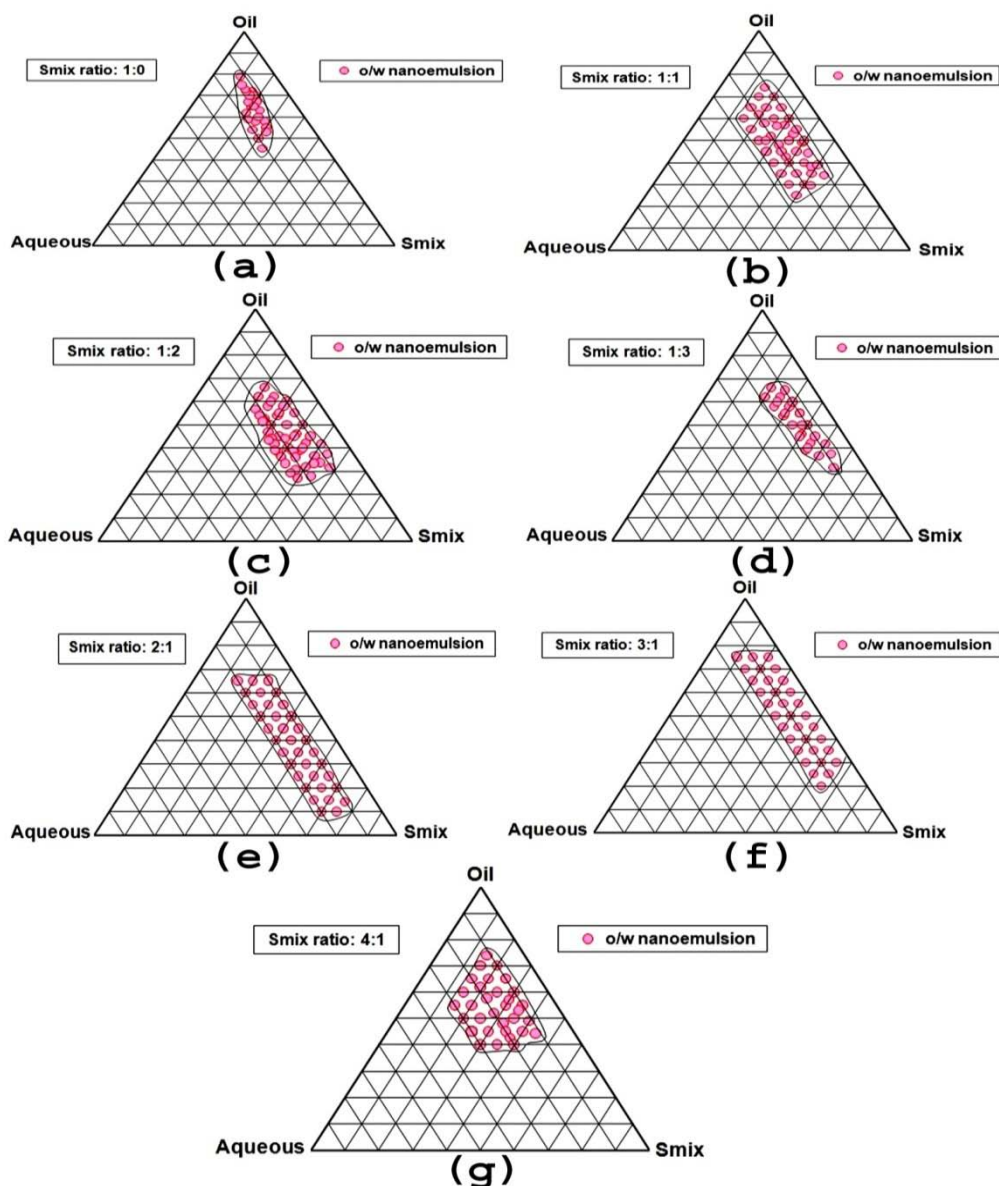 Oil
Smix ratio: 1:0
o/w nanoemulsion
Aqueous
Smix
(a)
Oil
Smix ratio: 1:1
o/w nanoemulsion
Aqueous
Smix
(b)
Oil
Smix ratio: 1:2
o/w nanoemulsion
Aqueous
Smix
(c)
Oil
Smix ratio: 1:3
o/w nanoemulsion
Aqueous
Smix
(d)
Oil
Smix ratio: 2:1
o/w nanoemulsion
Aqueous
Smix
(e)
Oil
Smix ratio: 3:1
o/w nanoemulsion
Aqueous
Smix
(f)
Oil
Smix ratio: 4:1
o/w nanoemulsion
Aqueous
Smix
(g)